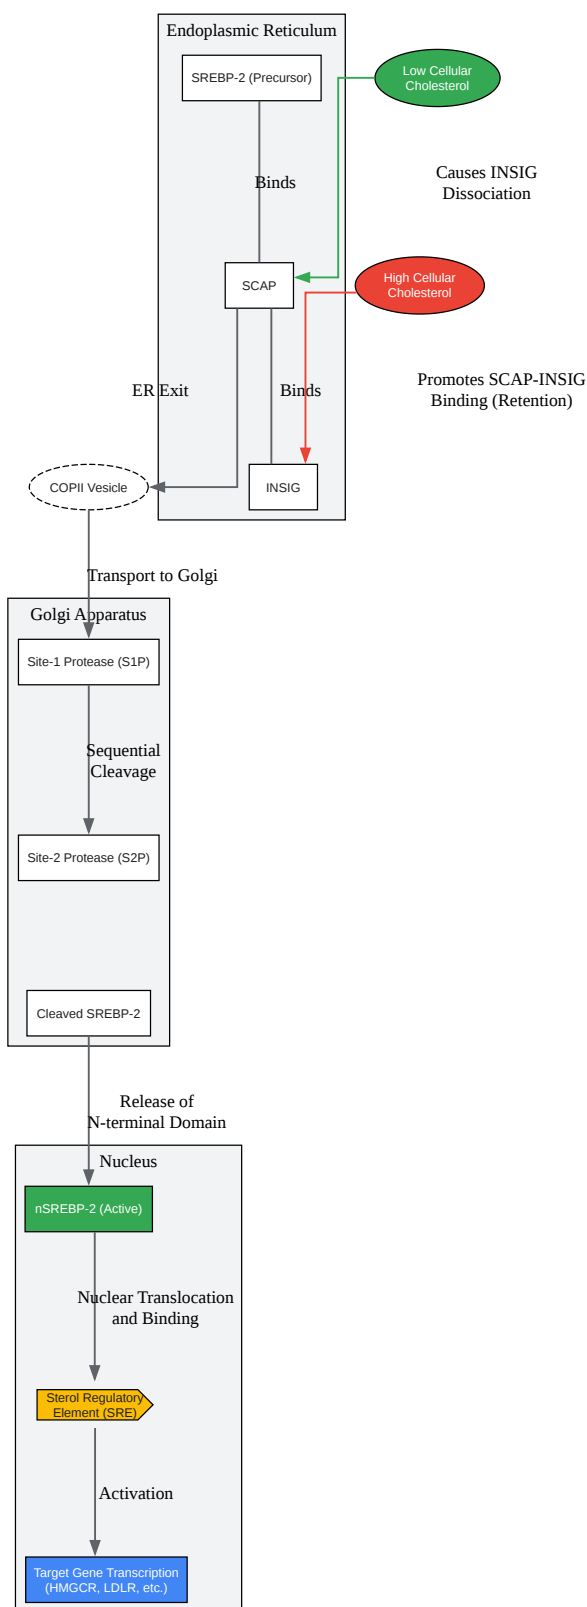 Endoplasmic Reticulum
SREBP-2 (Precursor)
Low Cellular
Cholesterol
Causes INSIG
Dissociation
Binds
SCAP
High Cellular
Cholesterol
Promotes SCAP-INSIG
Binding (Retention)
ER Exit
Binds
COPII Vesicle
INSIG
Transport to Golgi
Golgi Apparatus
Site-1 Protease (S1P)
Sequential
Cleavage
Site-2 Protease (S2P)
Cleaved SREBP-2
Release of
N-terminal Domain
Nucleus
nSREBP-2 (Active)
Nuclear Translocation
and Binding
Sterol Regulatory
Element (SRE)
Activation
Target Gene Transcription
(HMGCR, LDLR, etc.)